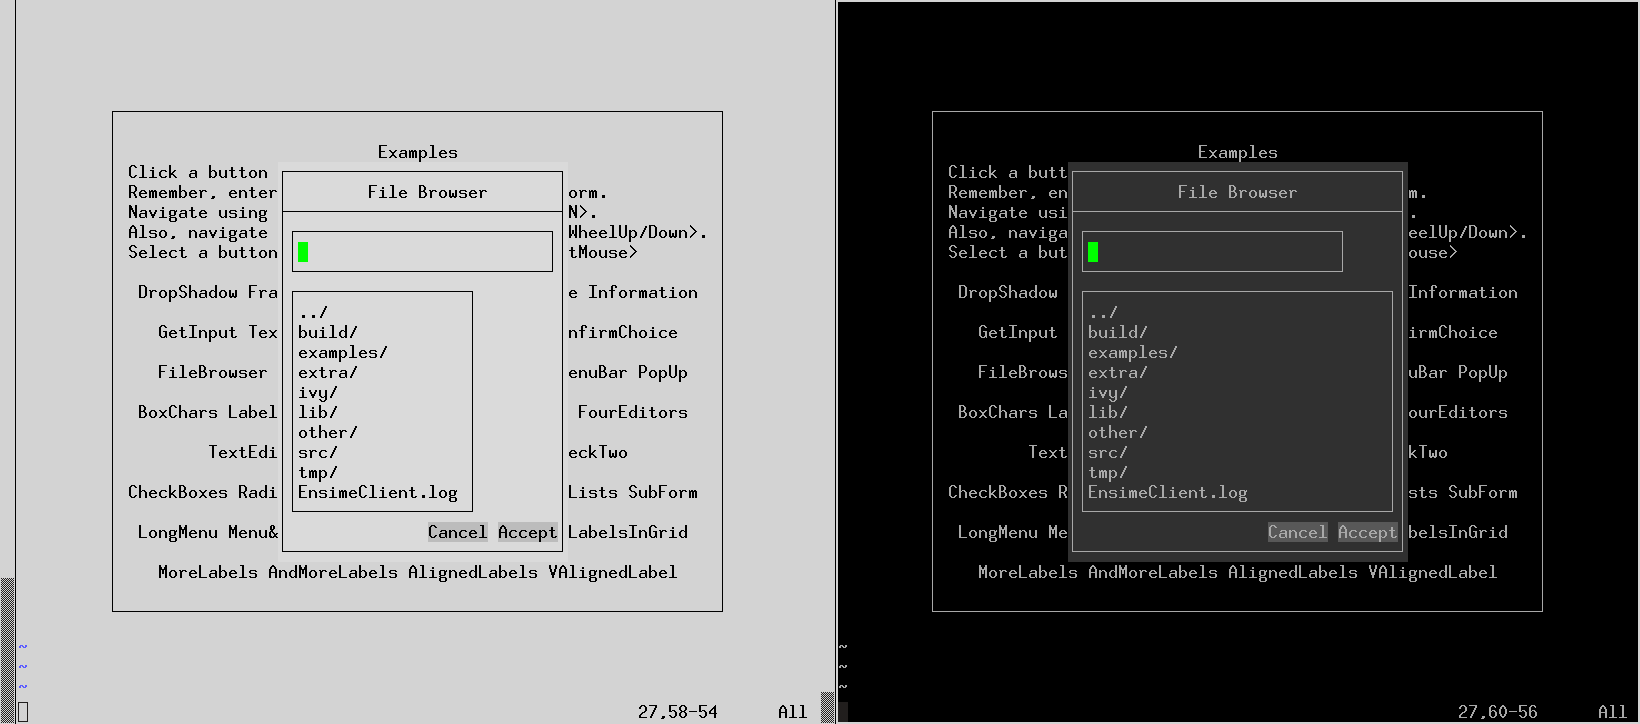 Examples
Click a button
Remember, enter orm.
Navigate using N>.
Also, navigate WheelUp/Down>.
Select a button tMouse>
File Browser
DropShadow Fra e Information
GetInput Tex nfirmChoice
FileBrowser enuBar PopUp
BoxChars Label FourEditors
TextEdi eckTwo
CheckBoxes Radi Lists SubForm
LongMenu Menu& LabelsInGrid
../
build/
examples/
extra/
ivy/
lib/
other/
src/
tmp/
EnsimeClient.log
Cancel Accept
MoreLabels AndMoreLabels AlignedLabels VAlignedLabel
~
~
~
27,58-54 All
Examples
Click a butt
Remember, en m.
Navigate usi .
Also, naviga eelUp/Down>.
Select a but ouse>
File Browser
DropShadow Information
GetInput irmChoice
FileBrows uBar PopUp
BoxChars La ourEditors
Text kTwo
CheckBoxes R sts SubForm
LongMenu Me belsInGrid
../
build/
examples/
extra/
ivy/
lib/
other/
src/
tmp/
EnsimeClient.log
Cancel Accept
MoreLabels AndMoreLabels AlignedLabels VAlignedLabel
~
~
~
27,60-56 All